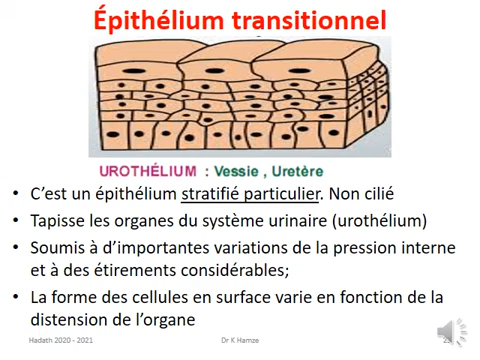 Épithélium transitionnel
UROTHÉLIUM : Vessie , Uretère
• C’est un épithélium stratifié particulier. Non cilié
• Tapisse les organes du système urinaire (urothélium)
• Soumis à d’importantes variations de la pression interne
et à des étirements considérables;
• La forme des cellules en surface varie en fonction de la
distension de l’organe
Hadath 2020 - 2021 Dr K Hamze